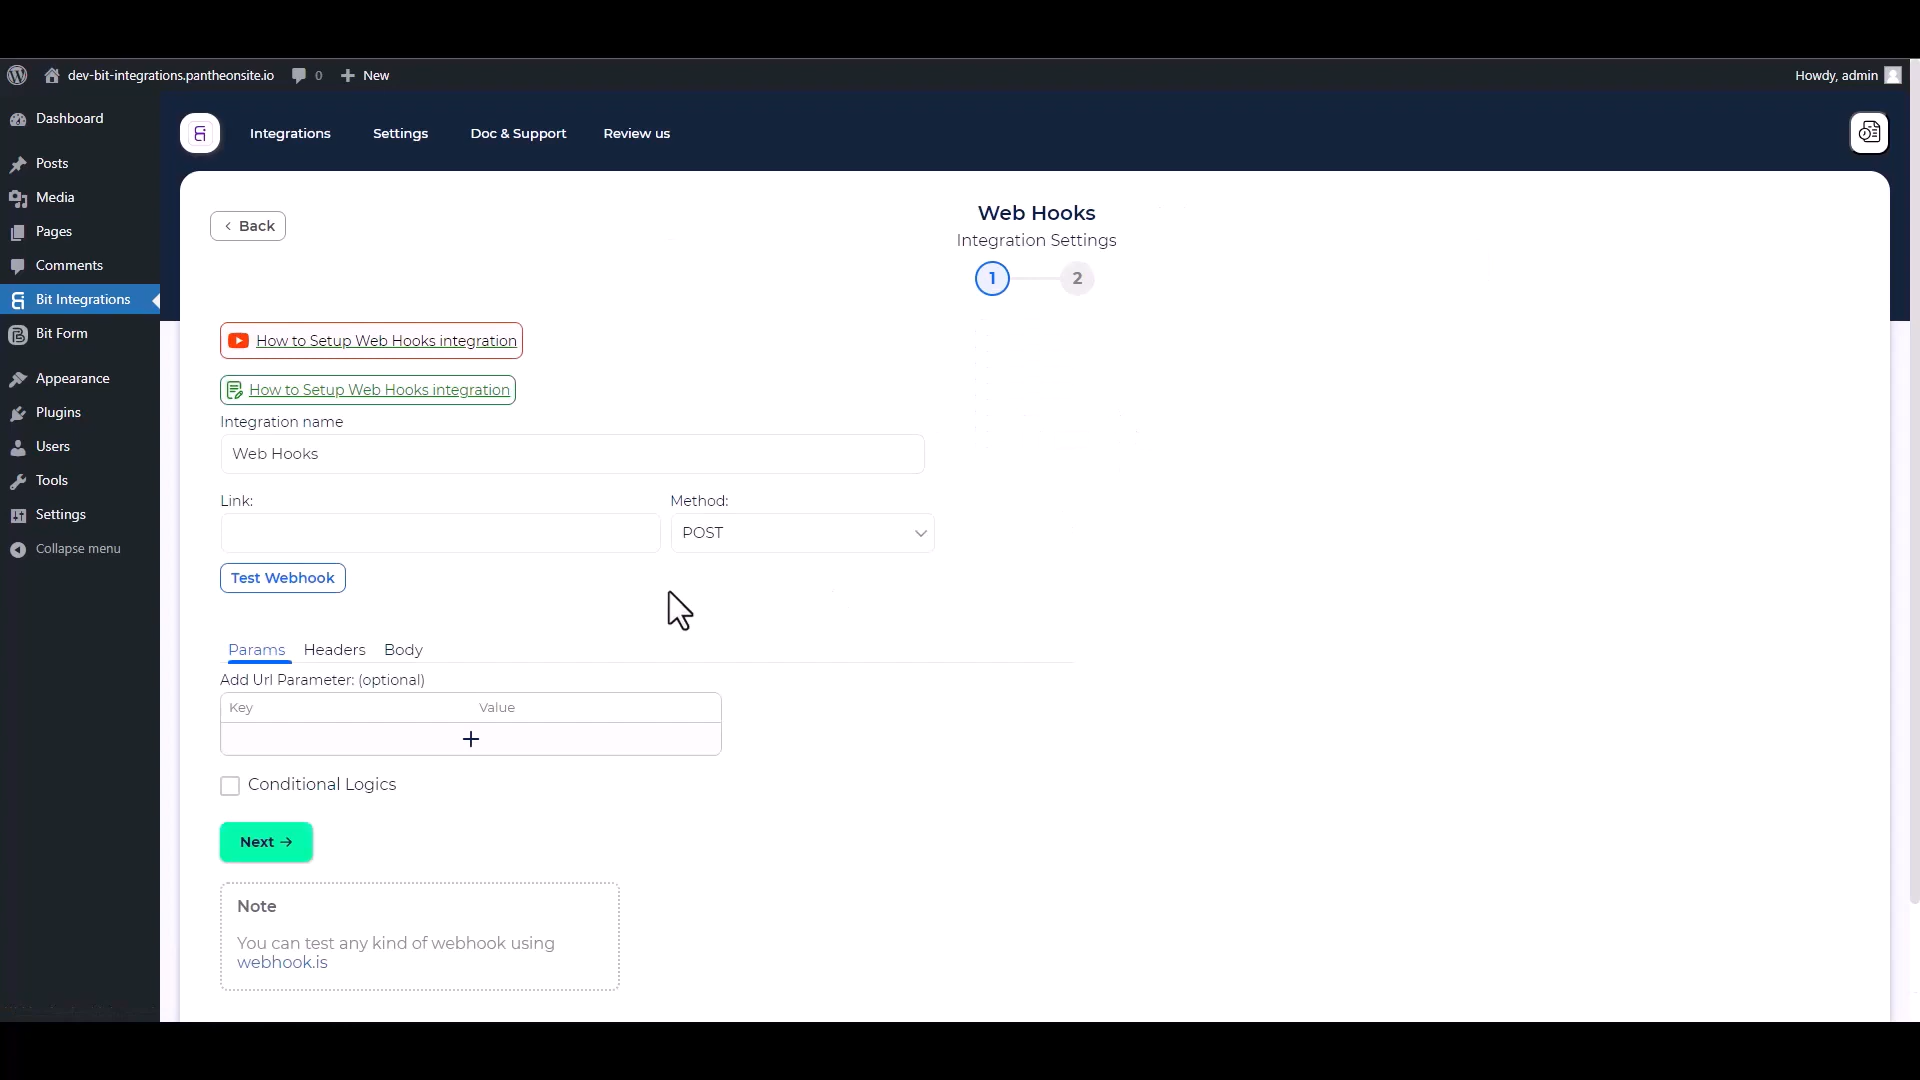 dev-bit-integrations.pantheonsite.io 0 New Howdy, admin
Dashboard
Posts
Media
Pages
Comments
Bit Integrations
Bit Form
Appearance
Plugins
Users
Tools
Settings
Collapse menu
Integrations Settings Doc & Support Review us
Back
Web Hooks
Integration Settings
1 2
How to Setup Web Hooks integration
How to Setup Web Hooks integration
Integration name
Web Hooks
Link: Method:
POST
Test Webhook
Params Headers Body
Add Url Parameter: (optional)
Key Value
Conditional Logics
Next
Note
You can test any kind of webhook using
webhook.is